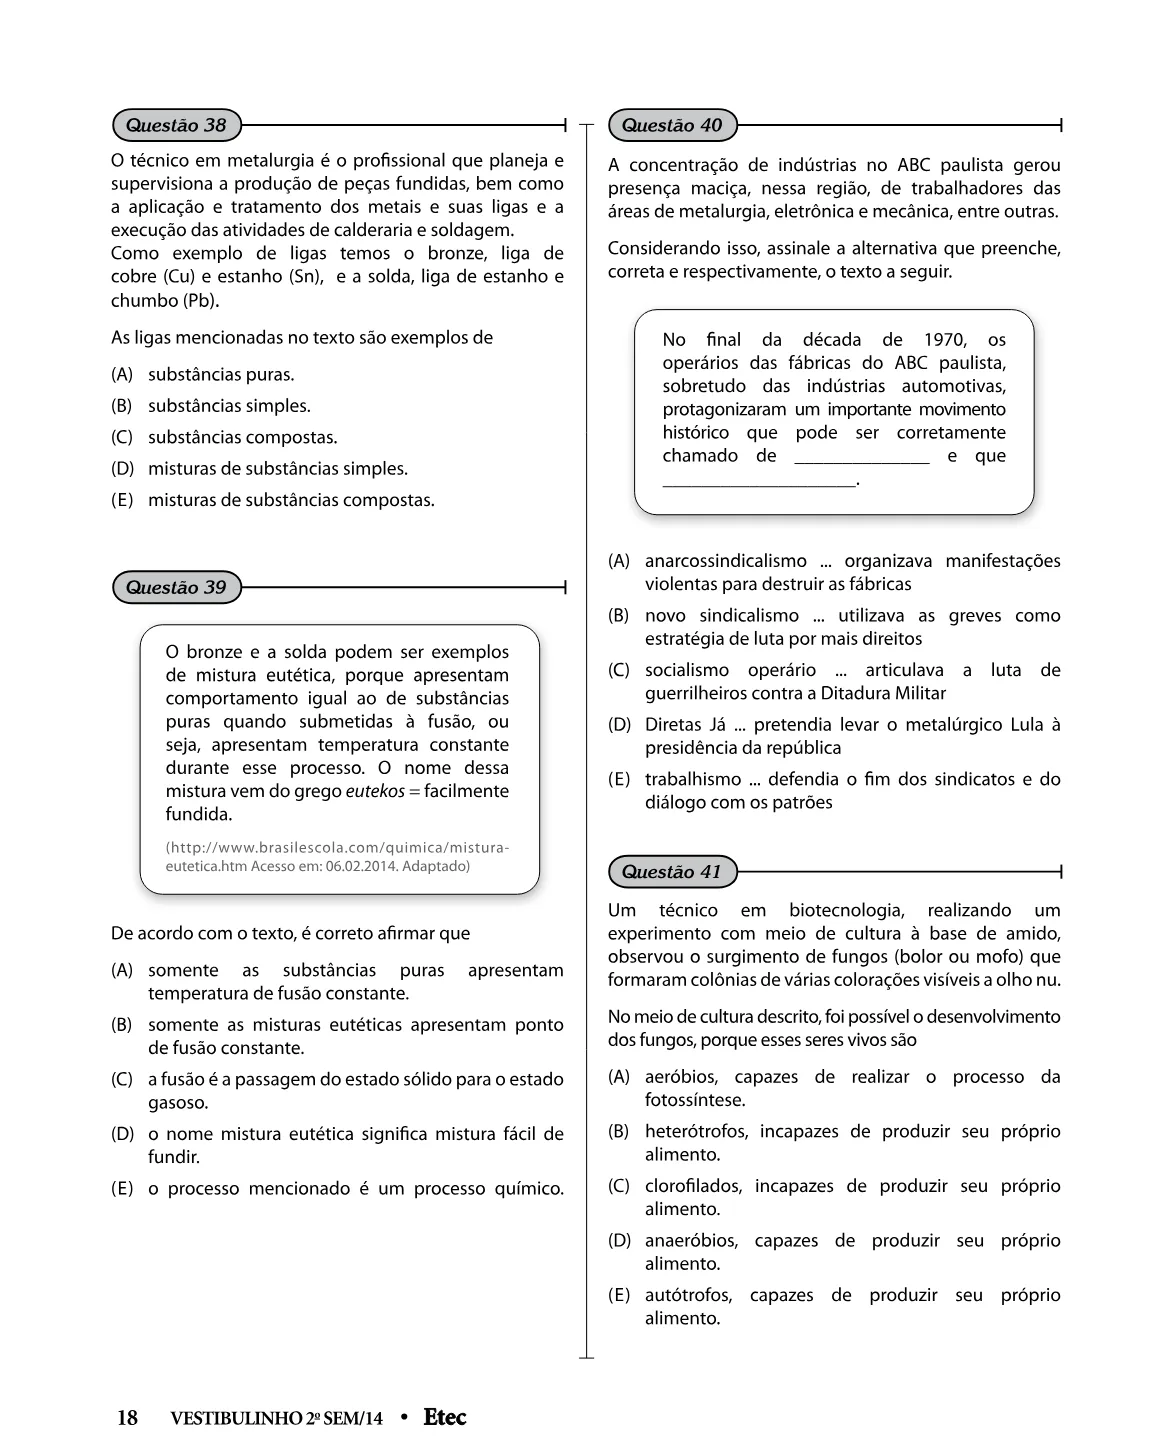 Questão 38
O técnico em metalurgia é o profissional que planeja e
supervisiona a produção de peças fundidas, bem como
a aplicação e tratamento dos metais e suas ligas e a
execução das atividades de calderaria e soldagem.
Como exemplo de ligas temos o bronze, liga de
cobre (Cu) e estanho (Sn), e a solda, liga de estanho e
chumbo (Pb).
As ligas mencionadas no texto são exemplos de
(A) substâncias puras.
(B) substâncias simples.
(C) substâncias compostas.
(D) misturas de substâncias simples.
(E) misturas de substâncias compostas.
Questão 39
O bronze e a solda podem ser exemplos
de mistura eutética, porque apresentam
comportamento igual ao de substâncias
puras quando submetidas à fusão, ou
seja, apresentam temperatura constante
durante esse processo. O nome dessa
mistura vem do grego eutekos = facilmente
fundida.
(http://www.brasilescola.com/quimica/mistura-
eutetica.htm Acesso em: 06.02.2014. Adaptado)
De acordo com o texto, é correto afirmar que
(A) somente as substâncias puras apresentam
temperatura de fusão constante.
(B) somente as misturas eutéticas apresentam ponto
de fusão constante.
(C) a fusão é a passagem do estado sólido para o estado
gasoso.
(D) o nome mistura eutética significa mistura fácil de
fundir.
(E) o processo mencionado é um processo químico.
Questão 40
A concentração de indústrias no ABC paulista gerou
presença maciça, nessa região, de trabalhadores das
áreas de metalurgia, eletrônica e mecânica, entre outras.
Considerando isso, assinale a alternativa que preenche,
correta e respectivamente, o texto a seguir.
No final da década de 1970, os
operários das fábricas do ABC paulista,
sobretudo das indústrias automotivas,
protagonizaram um importante movimento
histórico que pode ser corretamente
chamado de ______________ e que
____________________.
(A) anarcossindicalismo ... organizava manifestações
violentas para destruir as fábricas
(B) novo sindicalismo ... utilizava as greves como
estratégia de luta por mais direitos
(C) socialismo operário ... articulava a luta de
guerrilheiros contra a Ditadura Militar
(D) Diretas Já ... pretendia levar o metalúrgico Lula à
presidência da república
(E) trabalhismo ... defendia o fim dos sindicatos e do
diálogo com os patrões
Questão 41
Um técnico em biotecnologia, realizando um
experimento com meio de cultura à base de amido,
observou o surgimento de fungos (bolor ou mofo) que
formaram colônias de várias colorações visíveis a olho nu.
No meio de cultura descrito, foi possível o desenvolvimento
dos fungos, porque esses seres vivos são
(A) aeróbios, capazes de realizar o processo da
fotossíntese.
(B) heterótrofos, incapazes de produzir seu próprio
alimento.
(C) clorofilados, incapazes de produzir seu próprio
alimento.
(D) anaeróbios, capazes de produzir seu próprio
alimento.
(E) autótrofos, capazes de produzir seu próprio
alimento.
18 VESTIBULINHO 2º SEM/14 • Etec